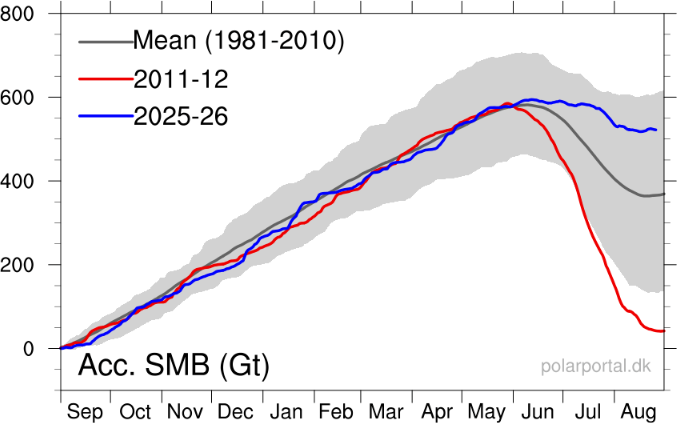 800
600
400
200
0
Mean (1981-2010)
2011-12
2025-26
Acc. SMB (Gt)
polarportal.dk
Sep Oct Nov Dec Jan Feb Mar Apr May Jun Jul Aug